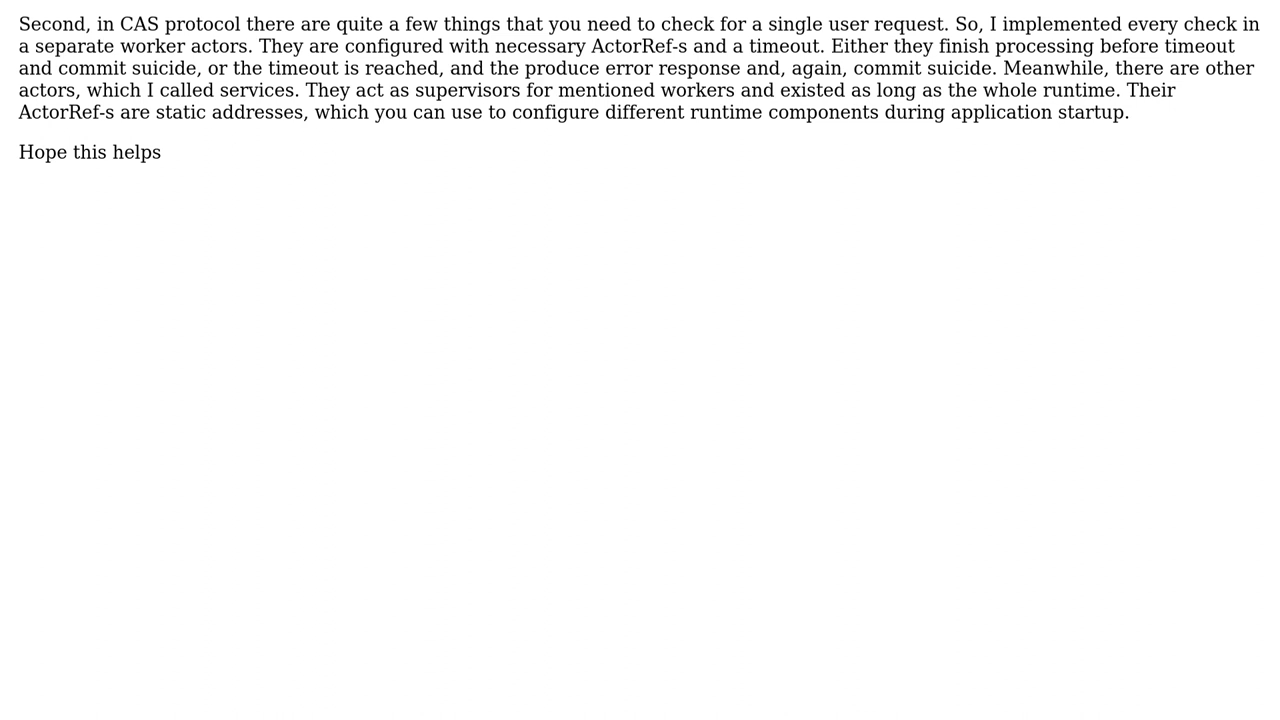 Second, in CAS protocol there are quite a few things that you need to check for a single user request. So, I implemented every check in
a separate worker actors. They are configured with necessary ActorRef-s and a timeout. Either they finish processing before timeout
and commit suicide, or the timeout is reached, and the produce error response and, again, commit suicide. Meanwhile, there are other
actors, which I called services. They act as supervisors for mentioned workers and existed as long as the whole runtime. Their
ActorRef-s are static addresses, which you can use to configure different runtime components during application startup.
Hope this helps